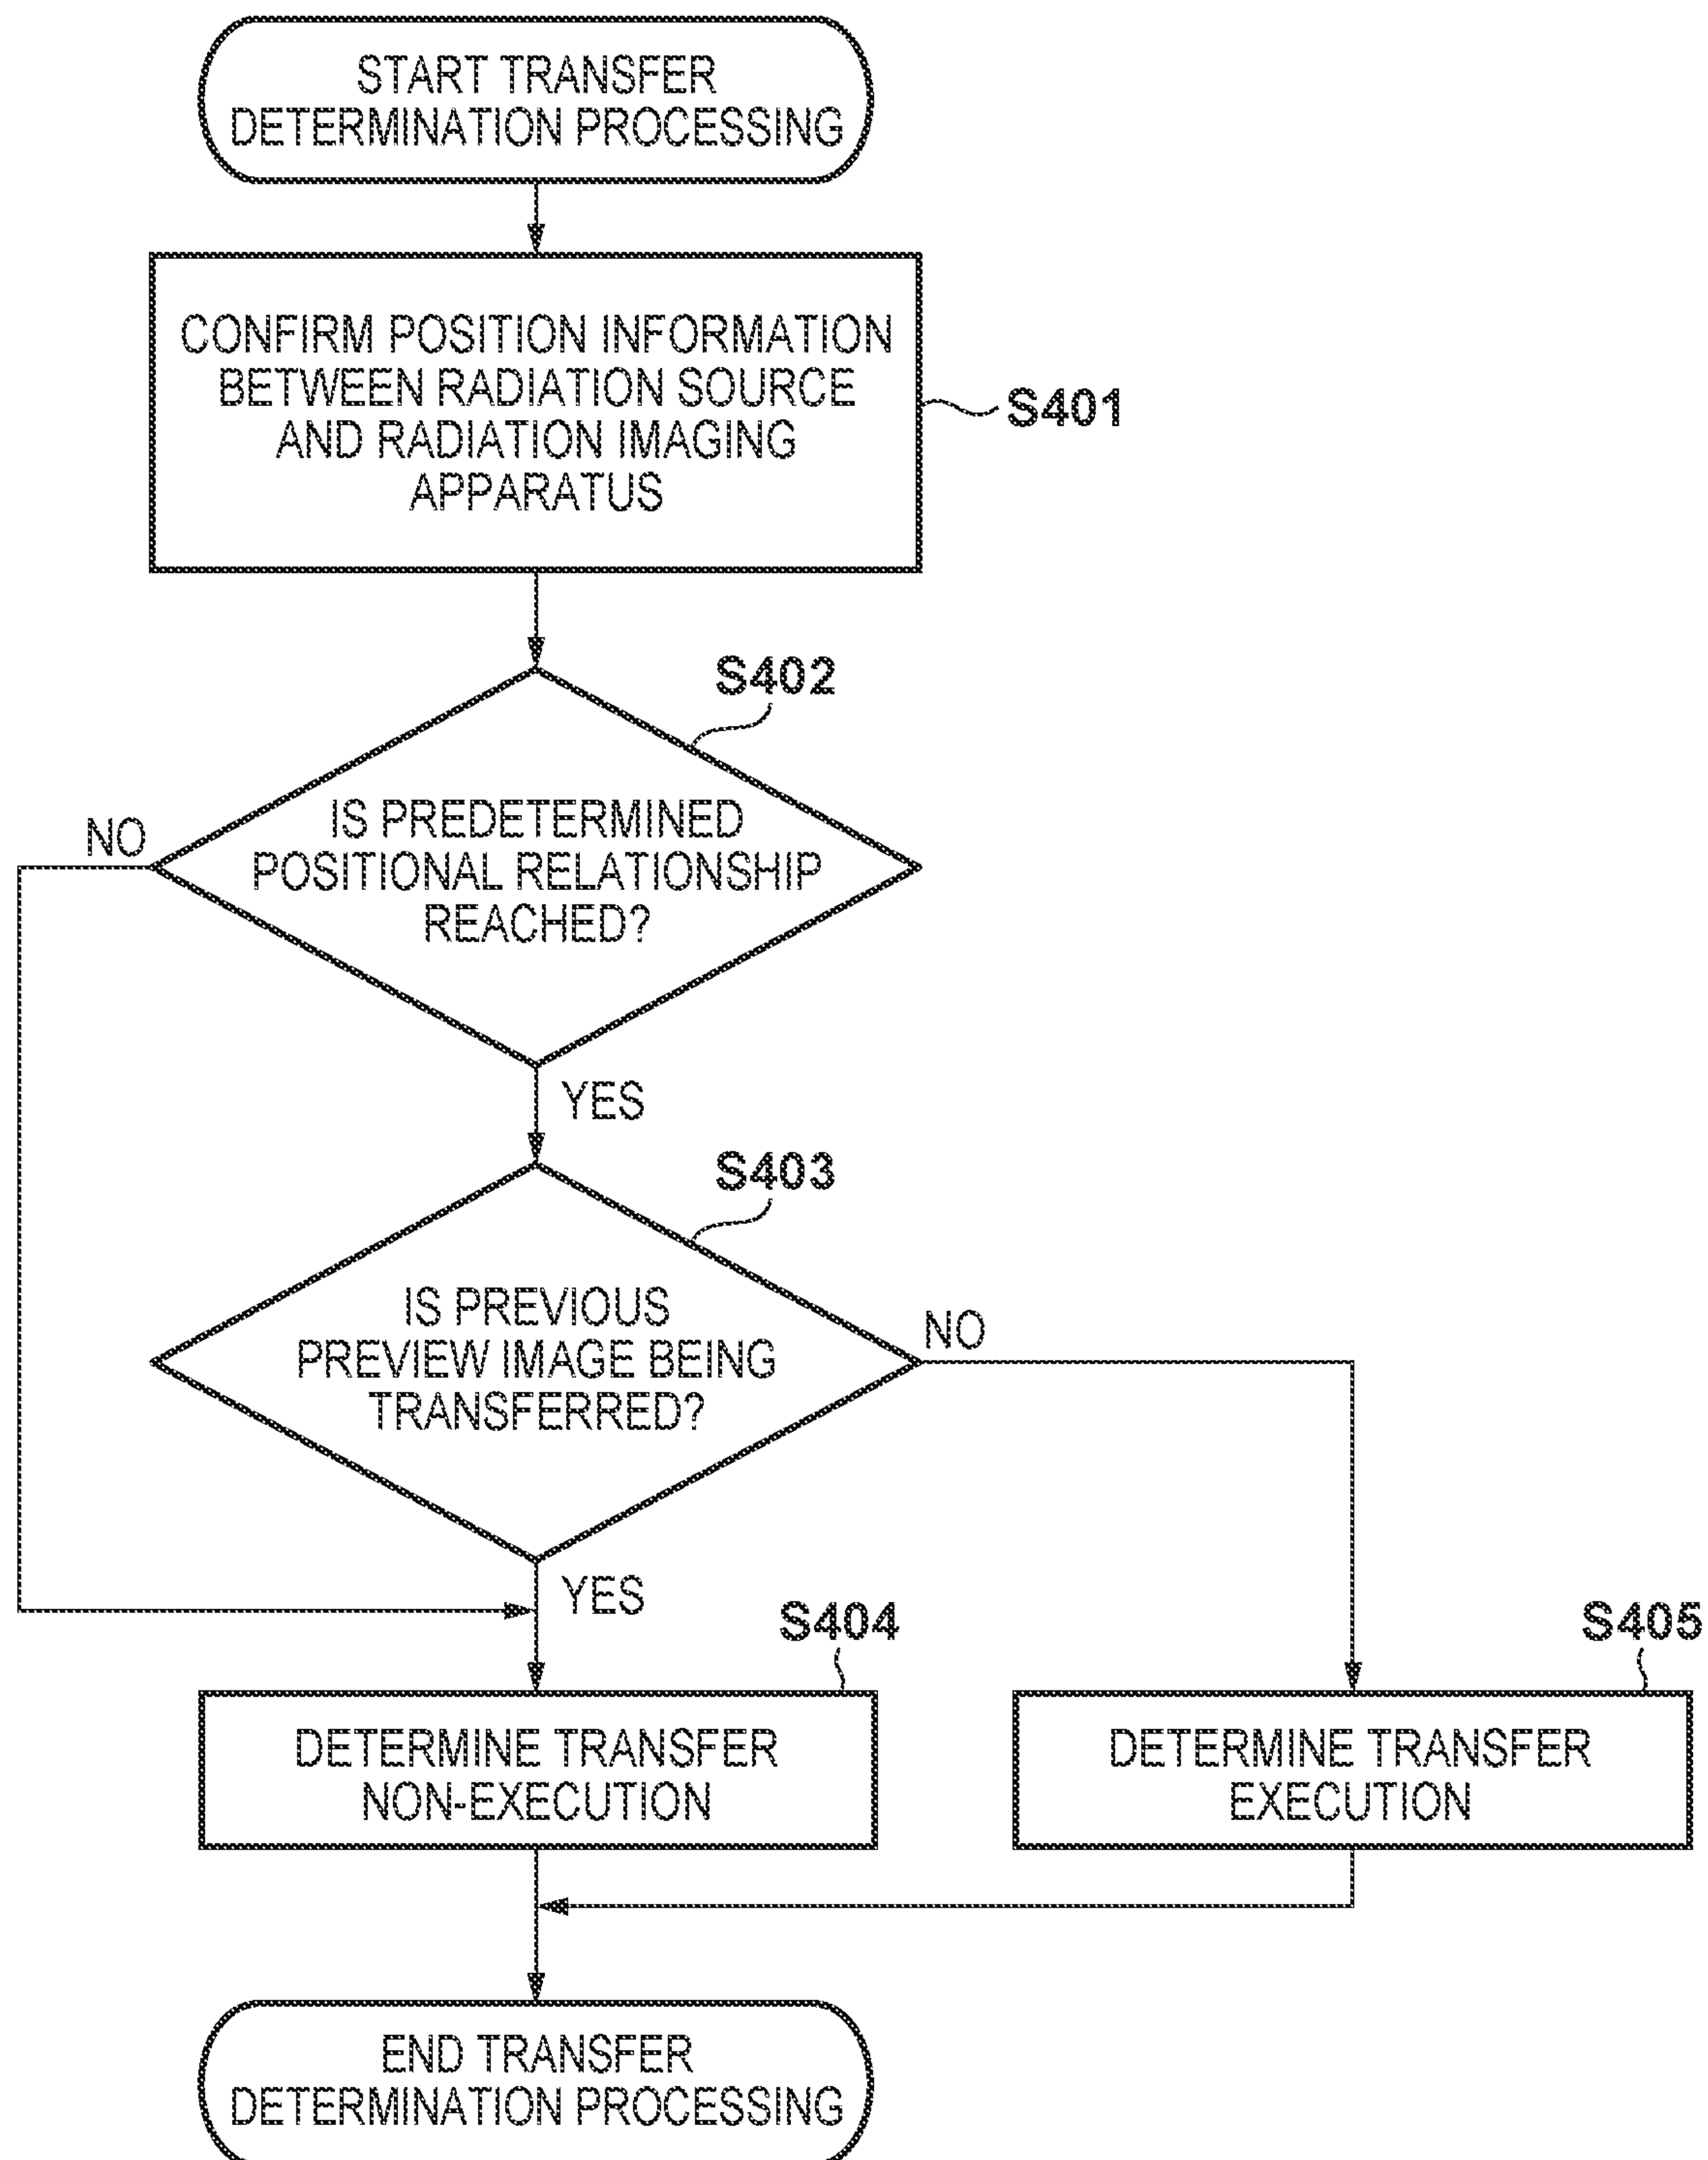 START TRANSFER
DETERMINATION PROCESSING
CONFIRM POSITION INFORMATION
BETWEEN RADIATION SOURCE
AND RADIATION IMAGING
APPARATUS
S401
S402
IS PREDETERMINED
POSITIONAL RELATIONSHIP
REACHED?
NO
YES
S403
IS PREVIOUS
PREVIEW IMAGE BEING
TRANSFERRED?
NO
YES
S404
DETERMINE TRANSFER
NON-EXECUTION
S405
DETERMINE TRANSFER
EXECUTION
END TRANSFER
DETERMINATION PROCESSING